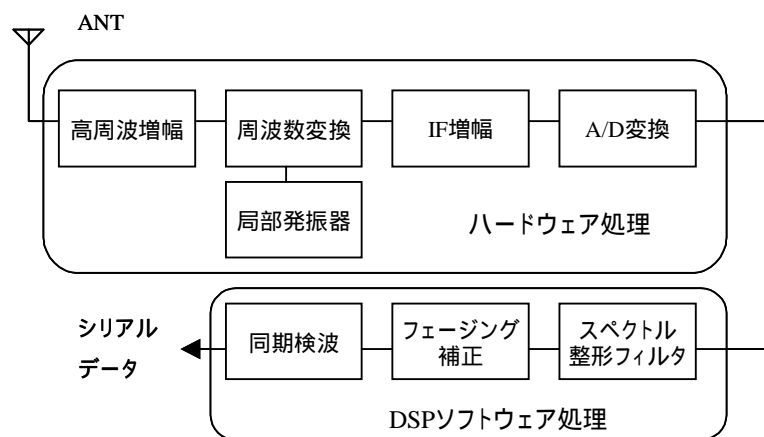 ANT
高周波増幅
周波数変換
IF増幅
A/D変換
局部発振器
ハードウェア処理
シリアル
データ
同期検波
フェージング
補正
スペクトル
整形フィルタ
DSPソフトウェア処理